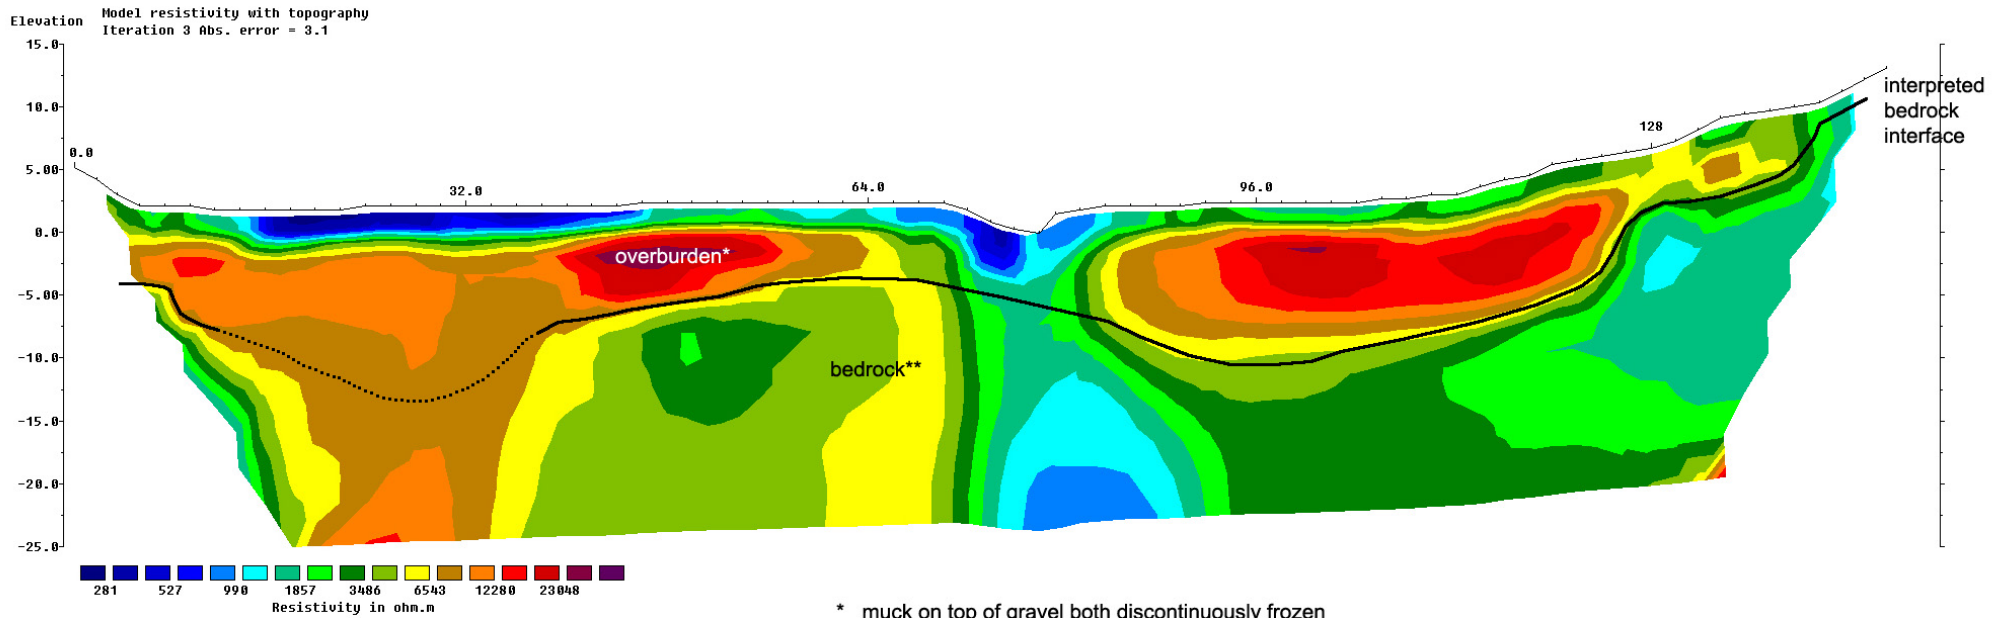 Model resistivity with topography
Elevation
Iteration 3 Abs. error = 3.1
15.0
10.0
5.00
0.0
-5.00
-10.0
-15.0
-20.0
-25.0
0.0
32.0
64.0
96.0
128
interpreted
bedrock
interface
overburden*
bedrock**
281 527 990 1857 3486 6543 12280 23048
Resistivity in ohm.m
* muck on top of gravel both discontinuously frozen